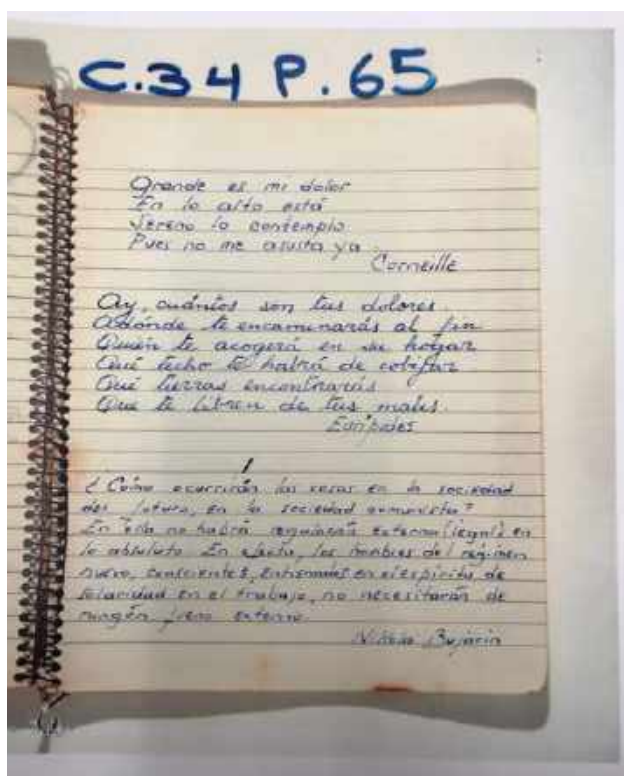 C.34 P.65
Grande es mi dolor
En lo alto está
Sereno lo contemplo
Pues no me asusta ya.
Corneille
Ay, cuántos son tus dolores.
Adónde te encaminarás al fin
Quién te acogerá en su hogar
Qué techo te habrá de cobijar
Qué tierras encontrarás
Que te libren de tus males.
Eurípides
¿Cómo ocurrirán las cosas en la sociedad
del futuro, en la sociedad comunista?
En ella no habrá regulación externa (legal) en
lo absoluto. En efecto, los hombres del régimen
nuevo, conscientes, entrenados en el espíritu de
solaridad en el trabajo, no necesitarán de
ningún freno externo.
Nikolai Bujarin